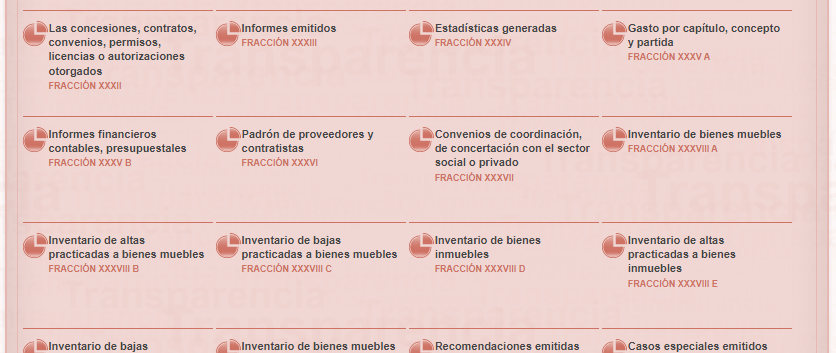 Las concesiones, contratos,
convenios, permisos,
licencias o autorizaciones
otorgados
FRACCIÓN XXXII
Informes emitidos
FRACCIÓN XXXIII
Estadísticas generadas
FRACCIÓN XXXIV
Gasto por capítulo, concepto
y partida
FRACCIÓN XXXV A
Informes financieros
contables, presupuestales
FRACCIÓN XXXV B
Padrón de proveedores y
contratistas
FRACCIÓN XXXVI
Convenios de coordinación,
de concertación con el sector
social o privado
FRACCIÓN XXXVII
Inventario de bienes muebles
FRACCIÓN XXXVIII A
Inventario de altas
practicadas a bienes muebles
FRACCIÓN XXXVIII B
Inventario de bajas
practicadas a bienes muebles
FRACCIÓN XXXVIII C
Inventario de bienes
inmuebles
FRACCIÓN XXXVIII D
Inventario de altas
practicadas a bienes
inmuebles
FRACCIÓN XXXVIII E
Inventario de bajas
Inventario de bienes muebles
Recomendaciones emitidas
Casos especiales emitidos
Transparencia
Transparencia
Transparencia